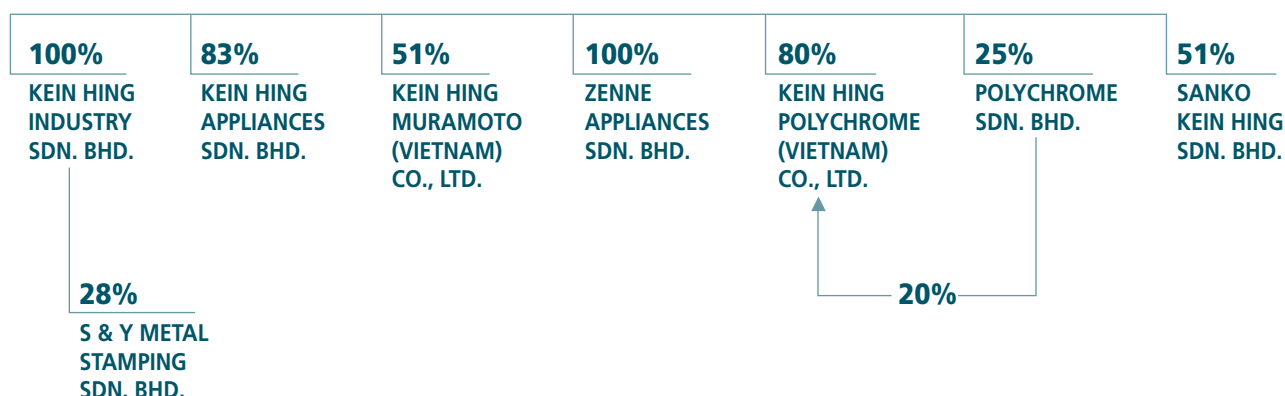 100%
KEIN HING
INDUSTRY
SDN. BHD.
83%
KEIN HING
APPLIANCES
SDN. BHD.
51%
KEIN HING
MURAMOTO
(VIETNAM)
CO., LTD.
100%
ZENNE
APPLIANCES
SDN. BHD.
80%
KEIN HING
POLYCHROME
(VIETNAM)
CO., LTD.
25%
POLYCHROME
SDN. BHD.
51%
SANKO
KEIN HING
SDN. BHD.
28%
S & Y METAL
STAMPING
SDN. BHD.
20%